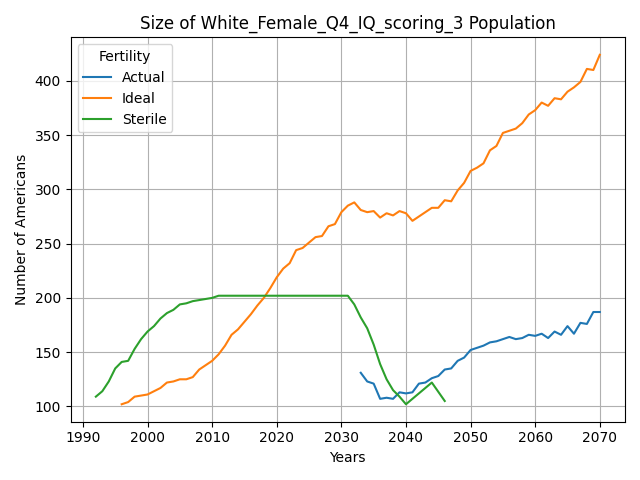 Size of White_Female_Q4_IQ_scoring_3 Population
Fertility
Actual
Ideal
Sterile
Number of Americans
400
350
300
250
200
150
100
1990 2000 2010 2020 2030 2040 2050 2060 2070
Years